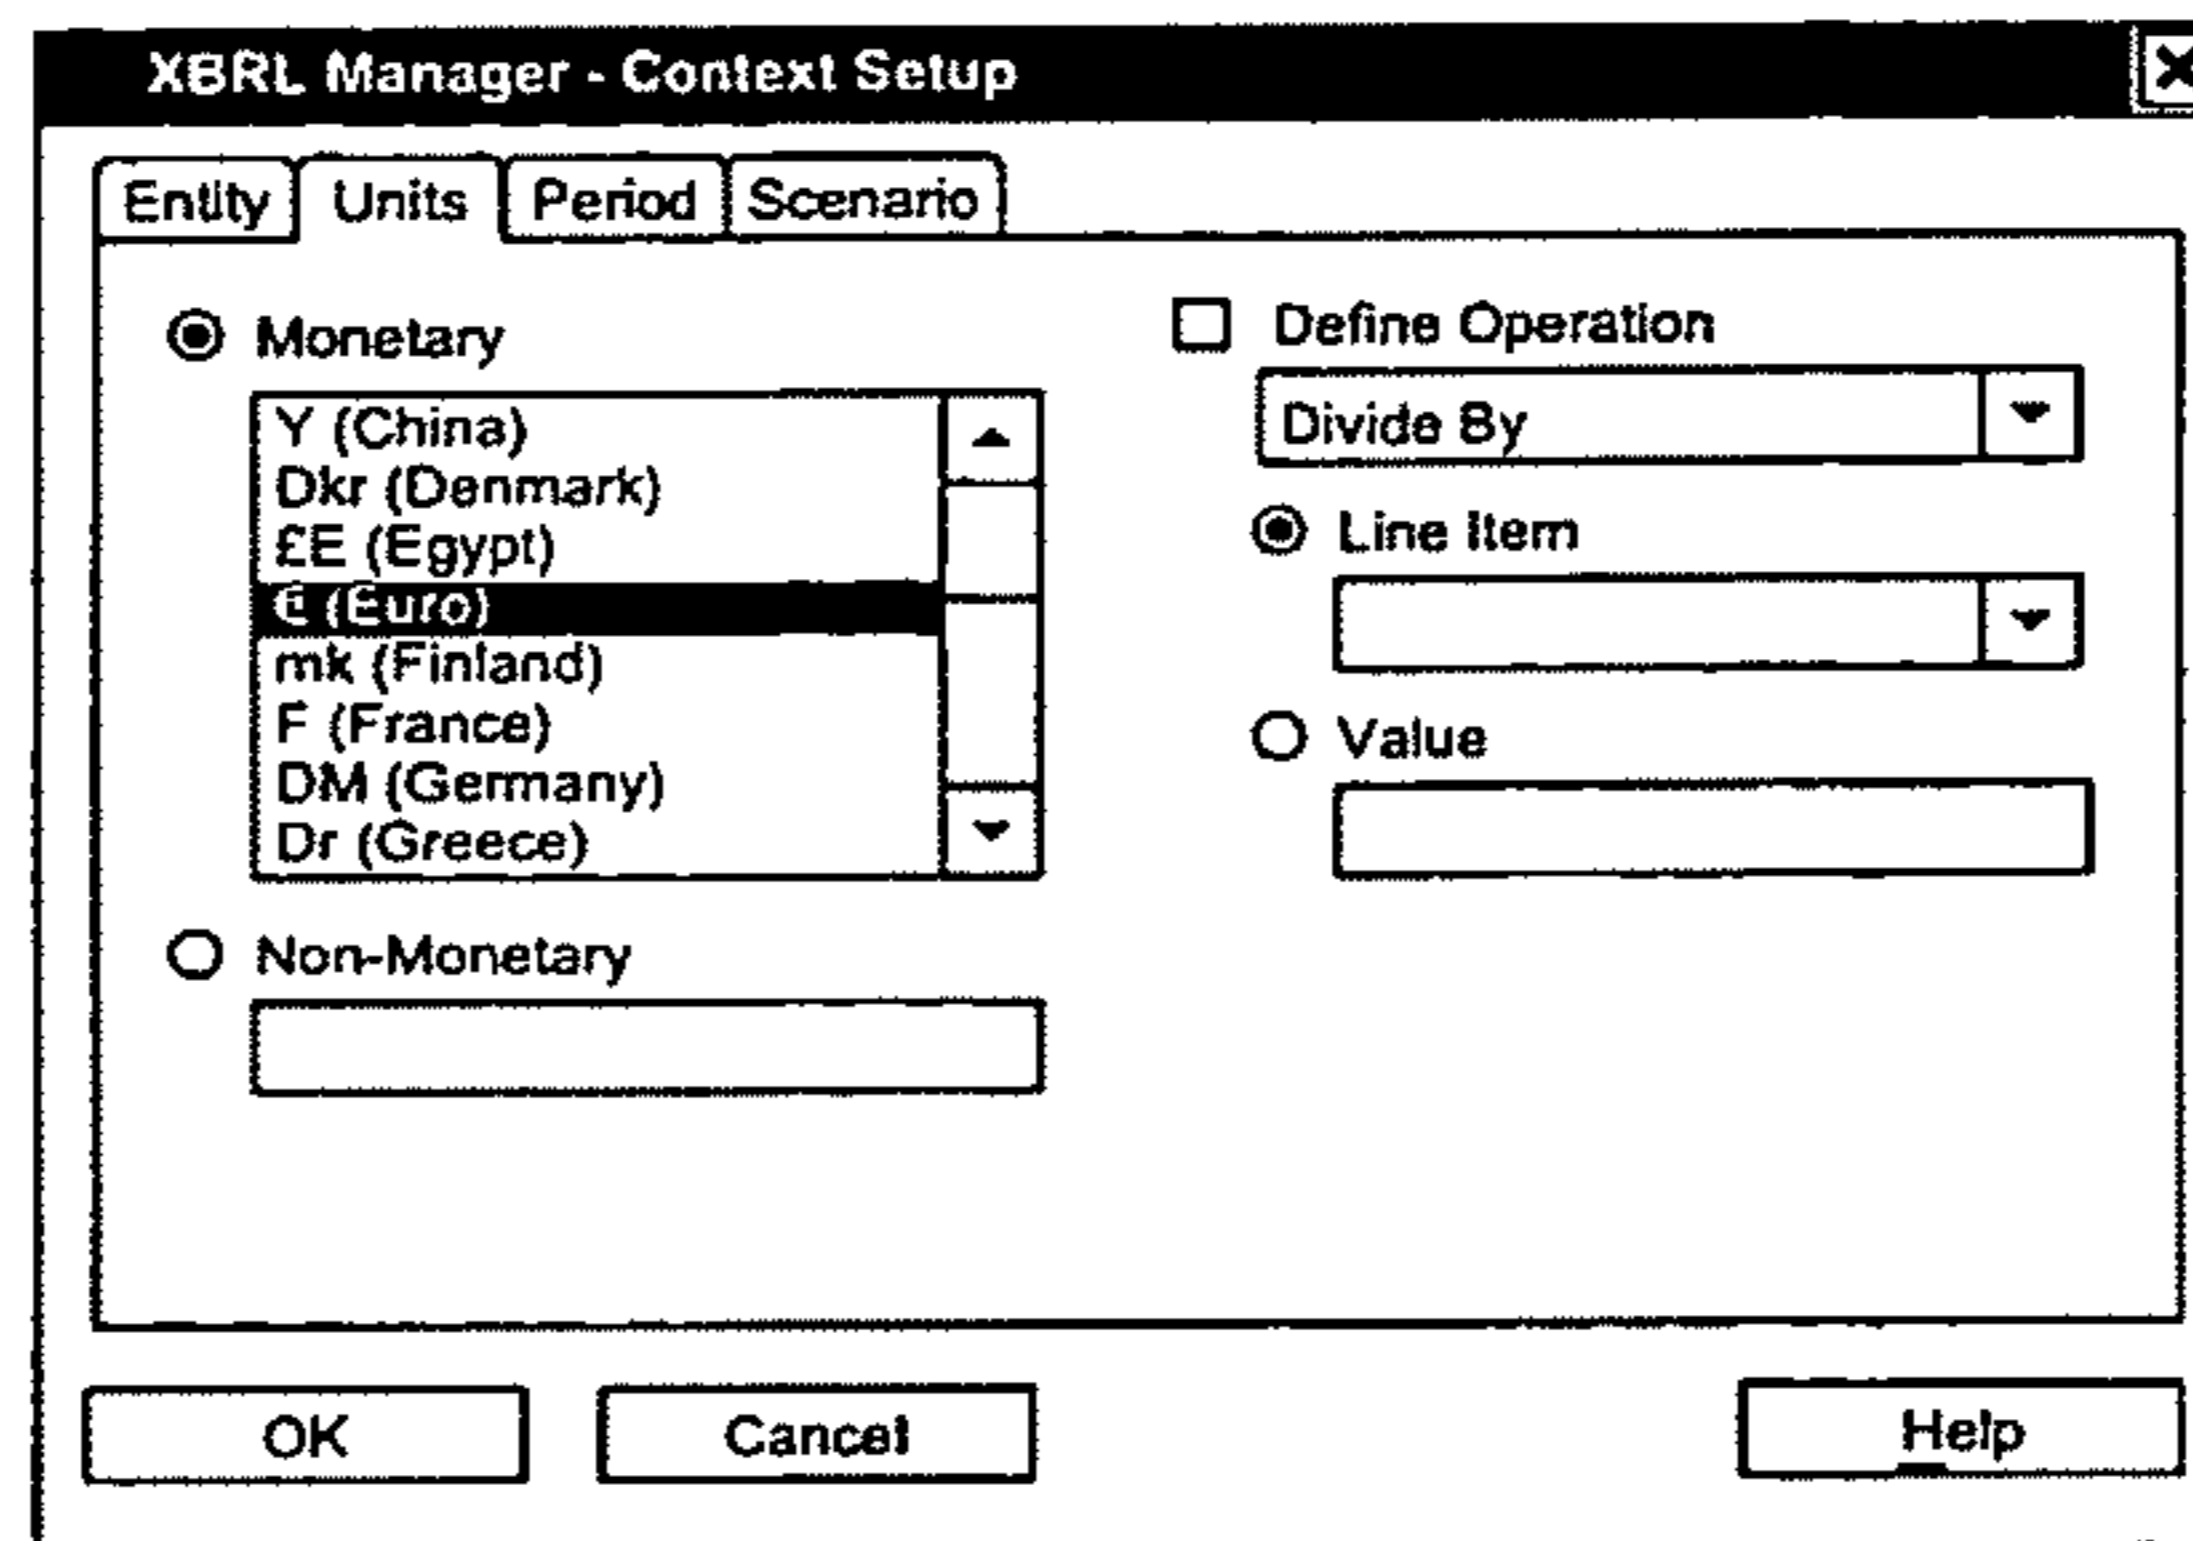 XBRL Manager - Context Setup
Entity Units Period Scenario
Monetary
Y (China)
Dkr (Denmark)
£E (Egypt)
€ (Euro)
mk (Finland)
F (France)
DM (Germany)
Dr (Greece)
Non-Monetary
Define Operation
Divide By
Line Item
Value
OK Cancel Help